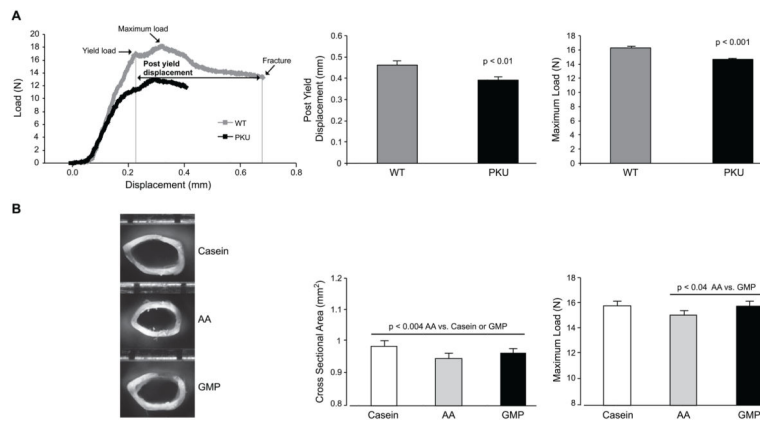 A
Load (N)
20
18
16
14
12
10
8
6
4
2
0
0.0
0.2
0.4
0.6
0.8
Displacement (mm)
Maximum load
Yield load
Post yield
displacement
Fracture
WT
PKU
Post Yield
Displacement (mm)
0.6
0.5
0.4
0.3
0.2
0.1
0
p < 0.01
WT
PKU
Maximum Load (N)
18
16
14
12
10
8
6
4
2
0
p < 0.001
WT
PKU
B
Casein
AA
GMP
Cross Sectional Area (mm²)
1.2
1.1
1
0.9
0.8
p < 0.004 AA vs. Casein or GMP
Casein
AA
GMP
Maximum Load (N)
18
16
14
12
10
8
p < 0.04 AA vs. GMP
Casein
AA
GMP